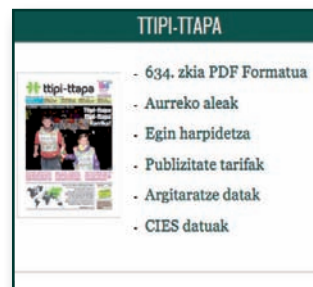 TTIPI-TTAPA
ttipi-ttapa
- 634. zkia PDF Formatua
- Aurreko aleak
- Egin harpidetza
- Publizitate tarifak
- Argitaratze datak
- CIES datuak